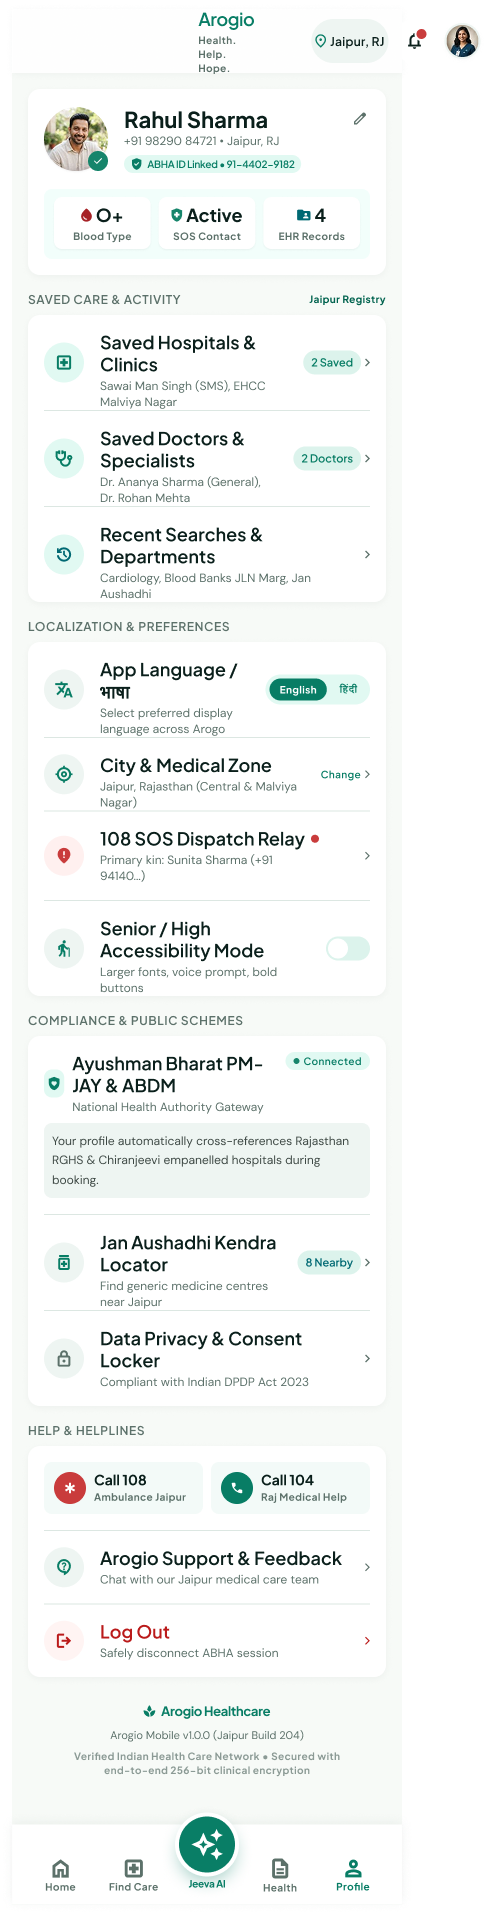 Arogio
Health.
Help.
Hope.
Jaipur, RJ
Rahul Sharma
+91 98290 84721 • Jaipur, RJ
ABHA ID Linked • 91-4402-9182
O+
Blood Type
Active
SOS Contact
4
EHR Records
SAVED CARE & ACTIVITY
Jaipur Registry
Saved Hospitals &
Clinics
Sawai Man Singh (SMS), EHCC
Malviya Nagar
2 Saved
Saved Doctors &
Specialists
Dr. Ananya Sharma (General),
Dr. Rohan Mehta
2 Doctors
Recent Searches &
Departments
Cardiology, Blood Banks JLN Marg, Jan
Aushadhi
LOCALIZATION & PREFERENCES
App Language /
भाषा
Select preferred display
language across Arogo
English
हिंदी
City & Medical Zone
Jaipur, Rajasthan (Central & Malviya
Nagar)
Change
108 SOS Dispatch Relay
Primary kin: Sunita Sharma (+91
94140...)
Senior / High
Accessibility Mode
Larger fonts, voice prompt, bold
buttons
COMPLIANCE & PUBLIC SCHEMES
Ayushman Bharat PM-
JAY & ABDM
National Health Authority Gateway
• Connected
Your profile automatically cross-references Rajasthan
RGHS & Chiranjeevi empanelled hospitals during
booking.
Jan Aushadhi Kendra
Locator
Find generic medicine centres
near Jaipur
8 Nearby
Data Privacy & Consent
Locker
Compliant with Indian DPDP Act 2023
HELP & HELPLINES
Call 108
Ambulance Jaipur
Call 104
Raj Medical Help
Arogio Support & Feedback
Chat with our Jaipur medical care team
Log Out
Safely disconnect ABHA session
Arogio Healthcare
Arogio Mobile v1.0.0 (Jaipur Build 204)
Verified Indian Health Care Network • Secured with
end-to-end 256-bit clinical encryption
Home
Find Care
Jeeva AI
Health
Profile